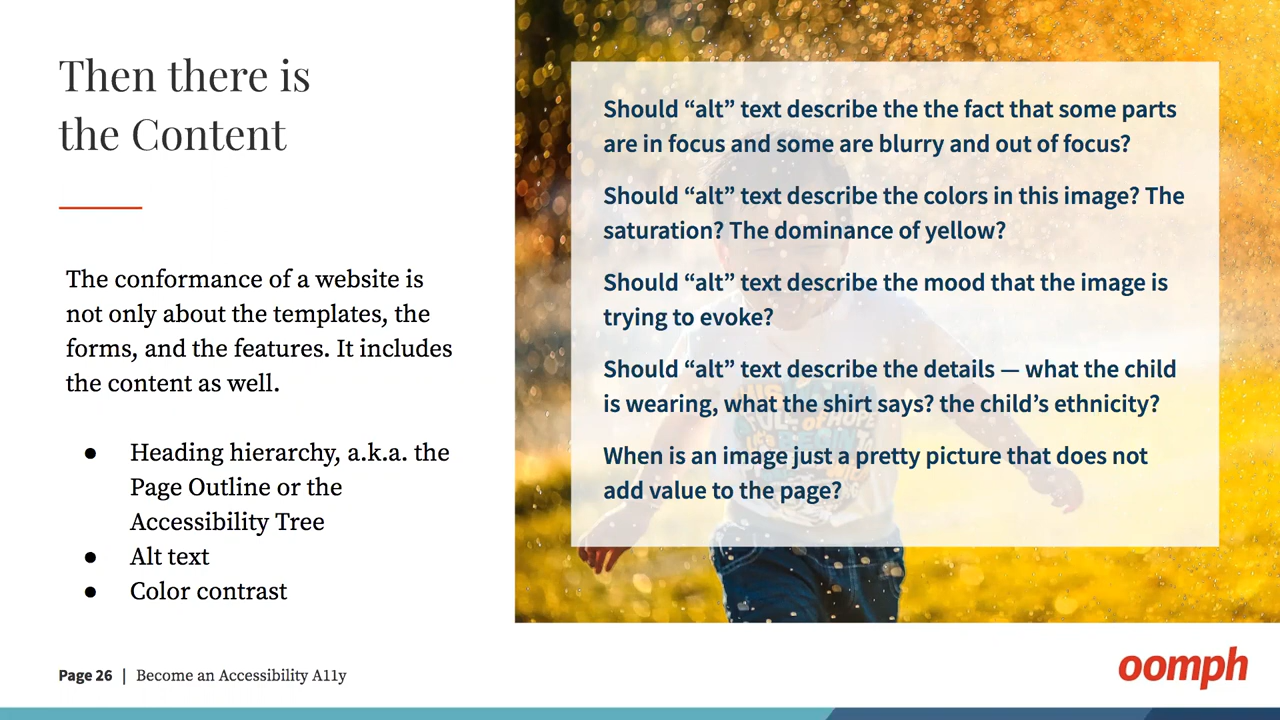 Then there is
the Content
The conformance of a website is
not only about the templates, the
forms, and the features. It includes
the content as well.
● Heading hierarchy, a.k.a. the
Page Outline or the
Accessibility Tree
● Alt text
● Color contrast
Should “alt” text describe the the fact that some parts
are in focus and some are blurry and out of focus?
Should “alt” text describe the colors in this image? The
saturation? The dominance of yellow?
Should “alt” text describe the mood that the image is
trying to evoke?
Should “alt” text describe the details — what the child
is wearing, what the shirt says? the child’s ethnicity?
When is an image just a pretty picture that does not
add value to the page?
Page 26 | Become an Accessibility A11y
oomph